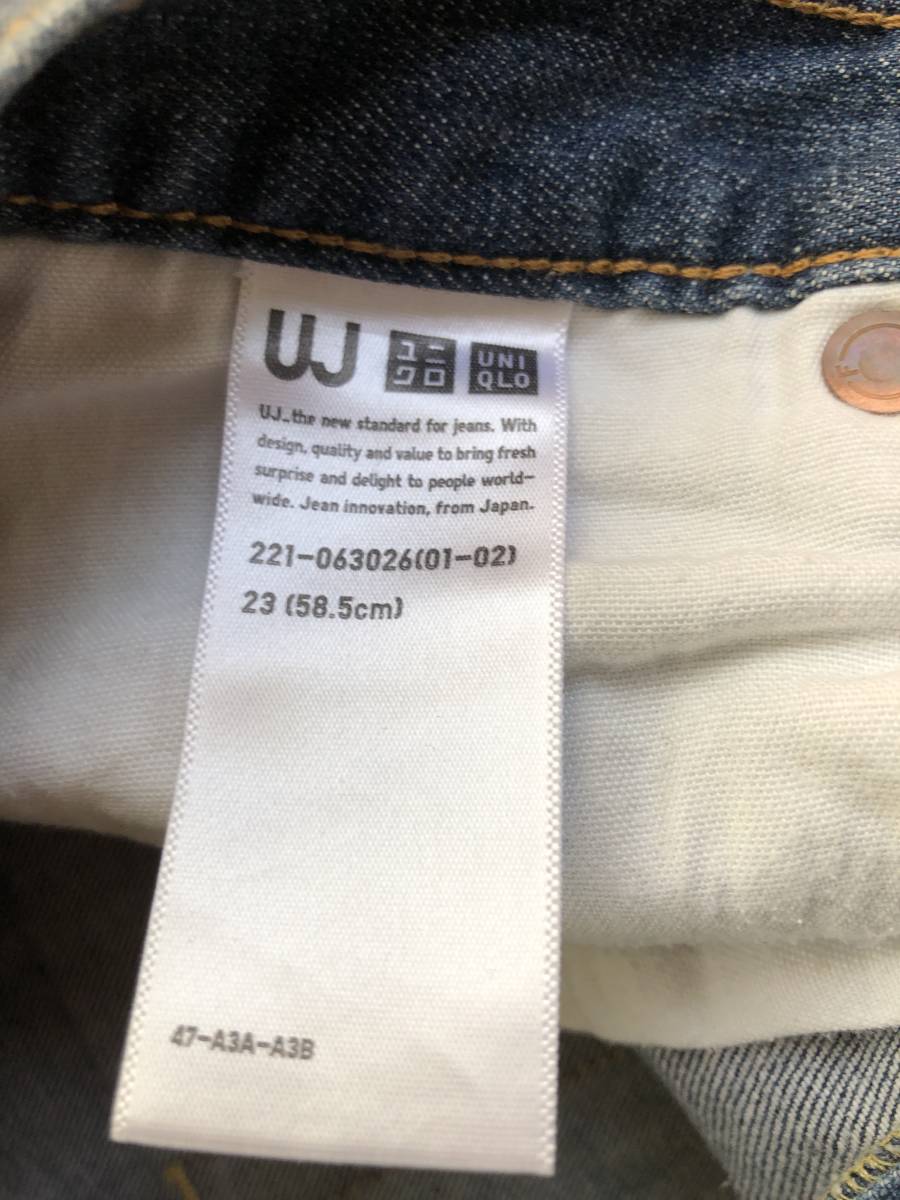 UJ
ユニ
クロ
UNI
QLO
UJ_the new standard for jeans. With
design, quality and value to bring fresh
surprise and delight to people world-
wide. Jean innovation, from Japan.
221-063026(01-02)
23 (58.5cm)
47-A3A-A3B